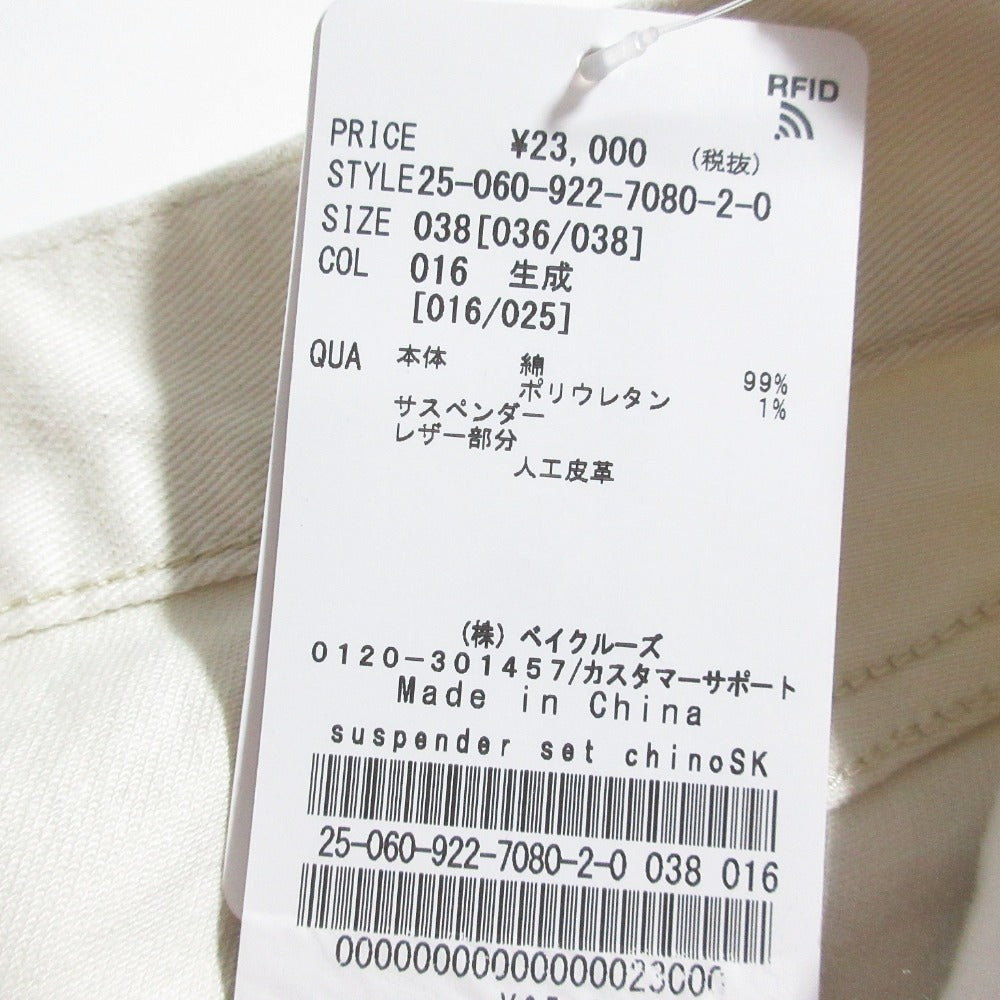 RFID
PRICE ¥23,000 (税抜)
STYLE 25-060-922-7080-2-0
SIZE 038[036/038]
COL 016 生成
[016/025]
QUA 本体 綿 99%
ポリウレタン 1%
サスペンダー
レザー部分
人工皮革
(株) ベイクルーズ
0120-301457/カスタマーサポート
Made in China
suspender set chinoSK
25-060-922-7080-2-0 038 016